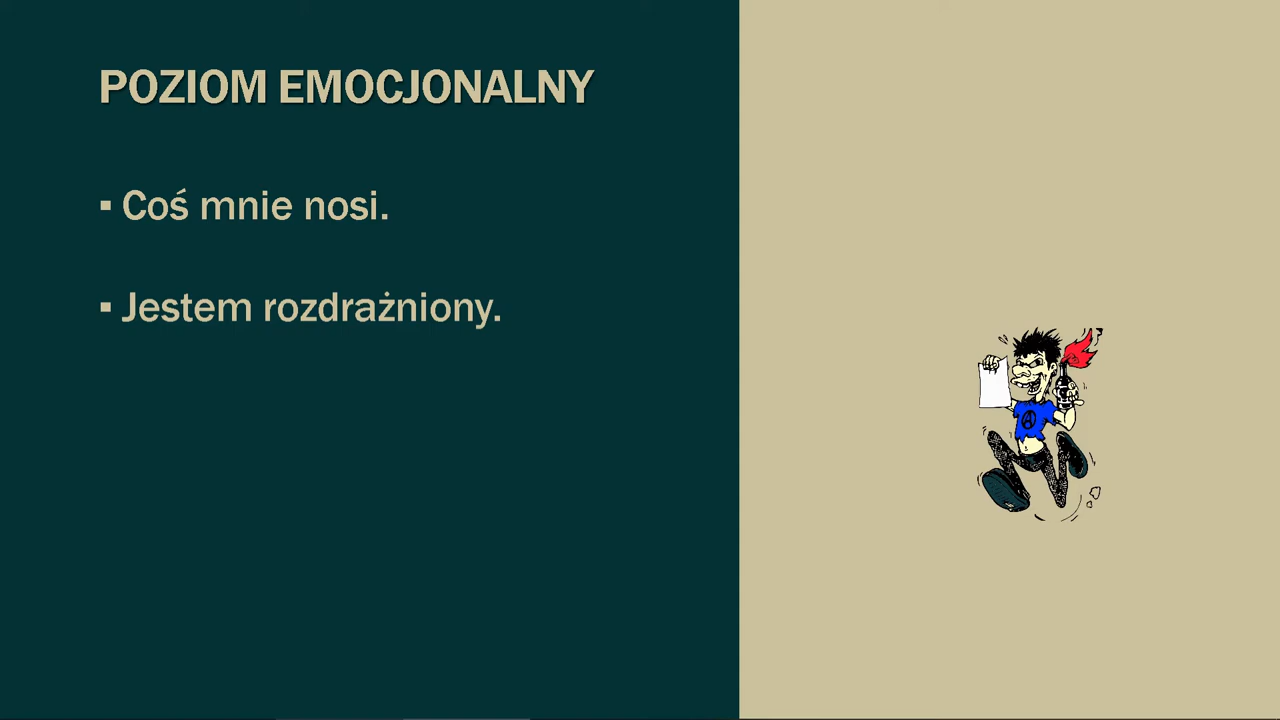 POZIOM EMOCJONALNY
▪ Coś mnie nosi.
▪ Jestem rozdrażniony.